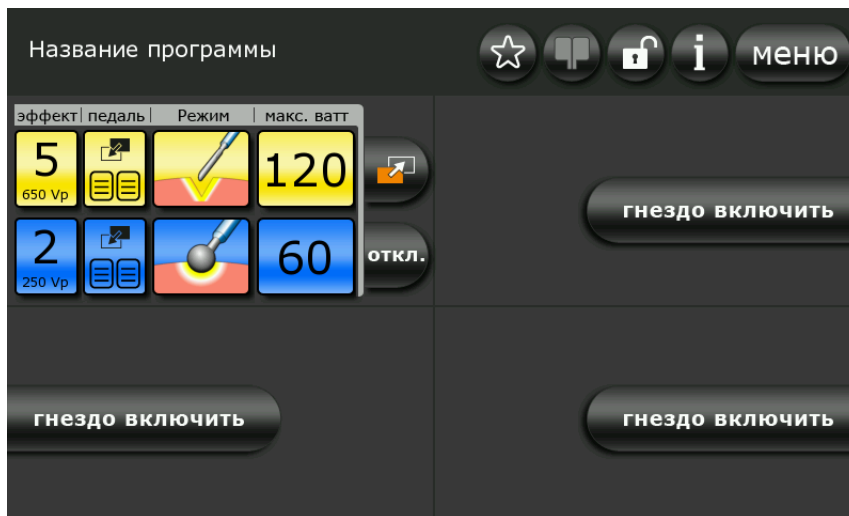 Название программы
i
меню
эффект педаль Режим макс. ватт
5
650 Vp
120
2
250 Vp
60
откл.
гнездо включить
гнездо включить
гнездо включить